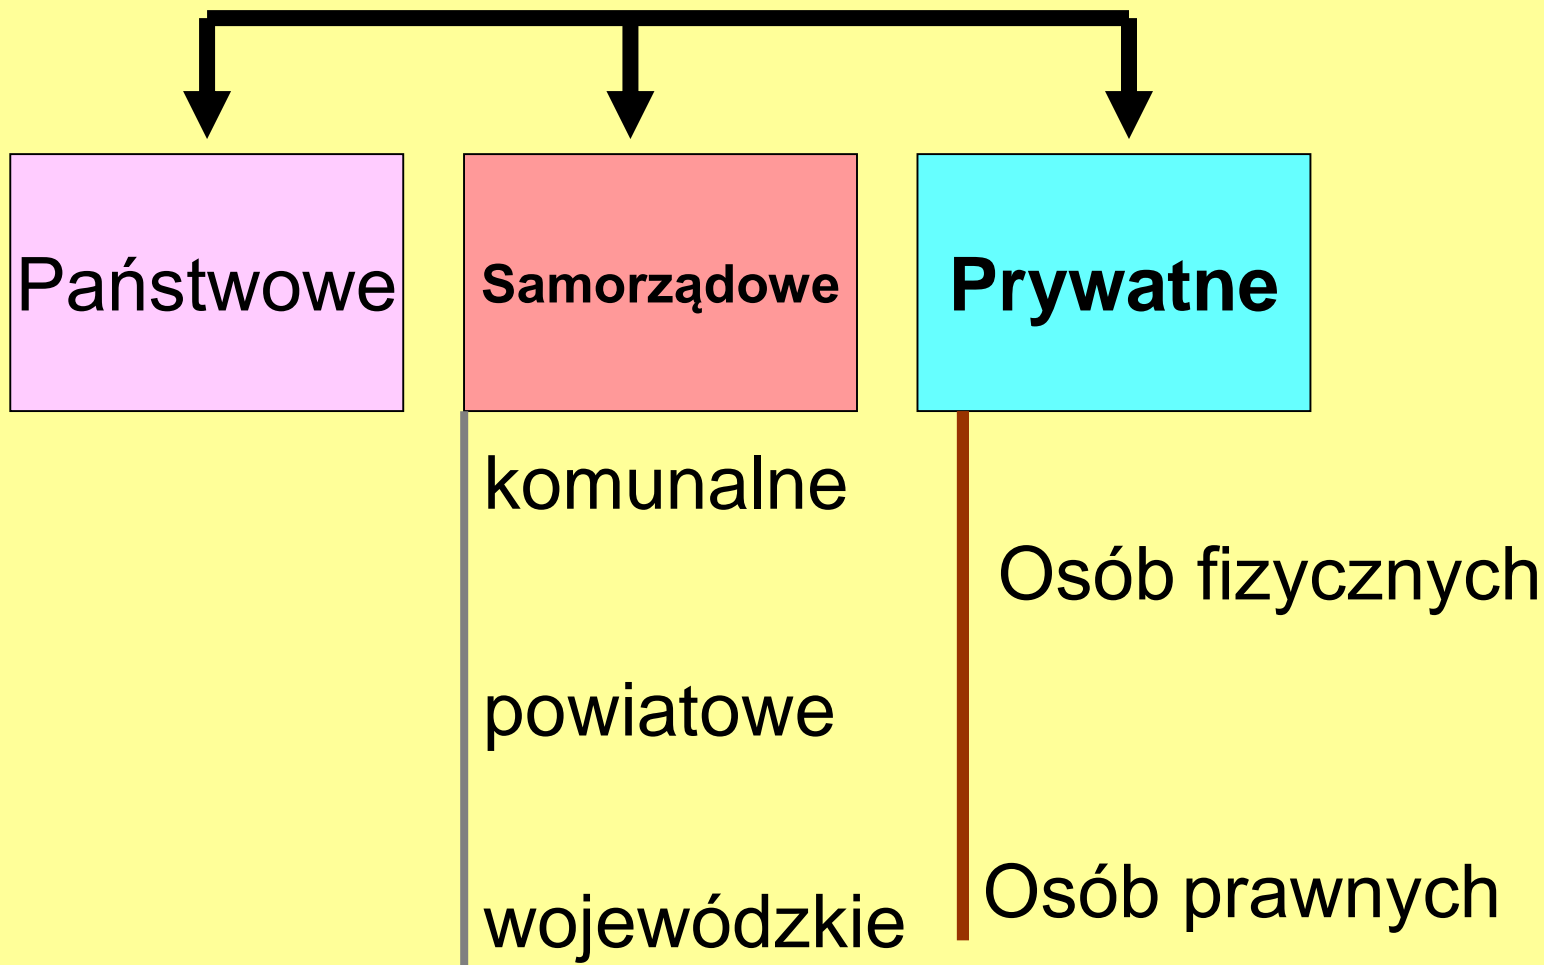 Państwowe
Samorządowe
Prywatne
komunalne
powiatowe
wojewódzkie
Osób fizycznych
Osób prawnych